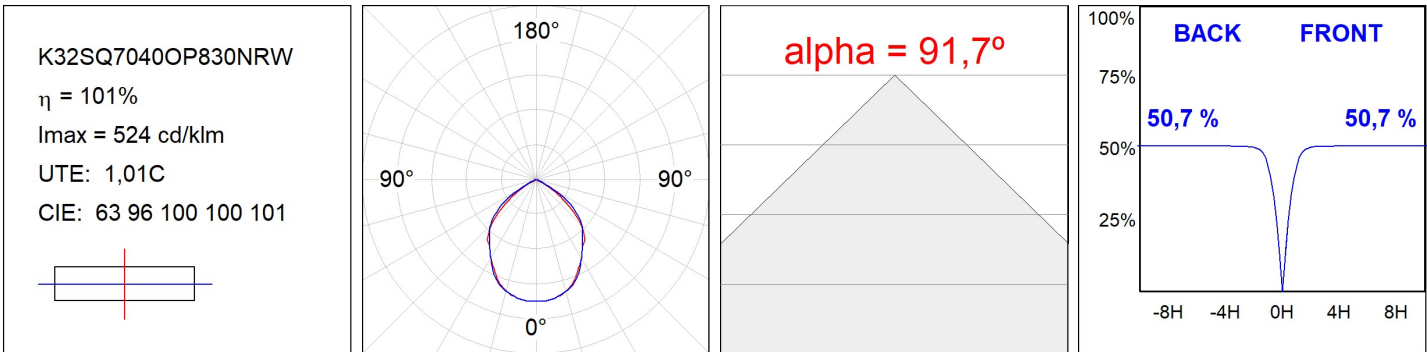 K32SQ7040OP830NRW
η = 101%
Imax = 524 cd/klm
UTE: 1,01C
CIE: 63 96 100 100 101
180°
90°
90°
0°
alpha = 91,7º
100%
BACK FRONT
75%
50,7 % 50,7 %
50%
25%
-8H -4H 0H 4H 8H